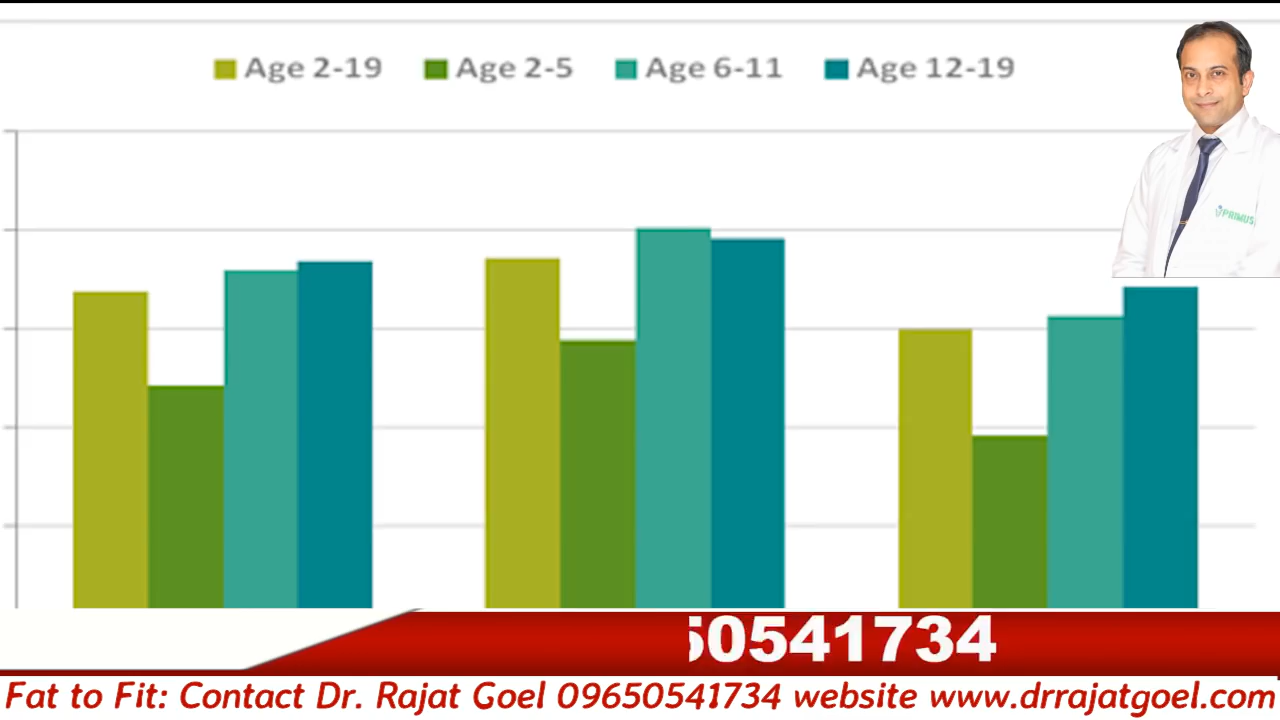 Age 2-19 Age 2-5 Age 6-11 Age 12-19
PRIMUS
50541734
Fat to Fit: Contact Dr. Rajat Goel 09650541734 website www.drrajatgoel.com